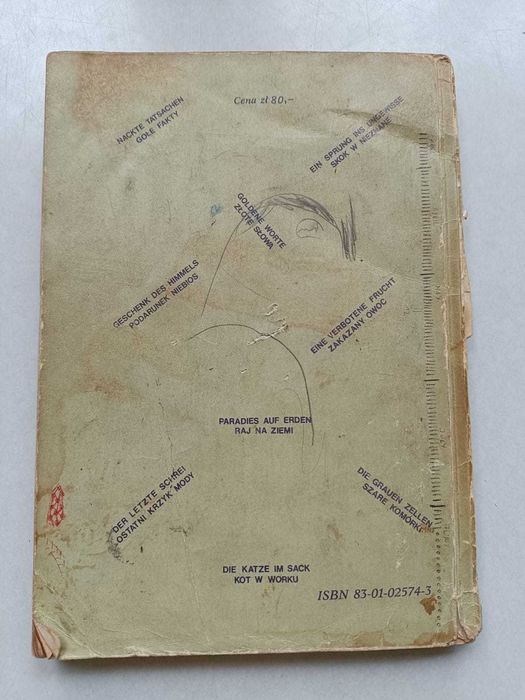 Cena zł 80,–
NACKTE TATSACHEN
GOŁE FAKTY
EIN SPRUNG INS UNGEWISSE
SKOK W NIEZNANE
GOLDENE WORTE
ZŁOTE SŁOWA
GESCHENK DES HIMMELS
PODARUNEK NIEBIOS
EINE VERBOTENE FRUCHT
ZAKAZANY OWOC
PARADIES AUF ERDEN
RAJ NA ZIEMI
DER LETZTE SCHREI
OSTATNI KRZYK MODY
DIE GRAUEN ZELLEN
SZARE KOMÓRKI
DIE KATZE IM SACK
KOT W WORKU
ISBN 83-01-02574-3